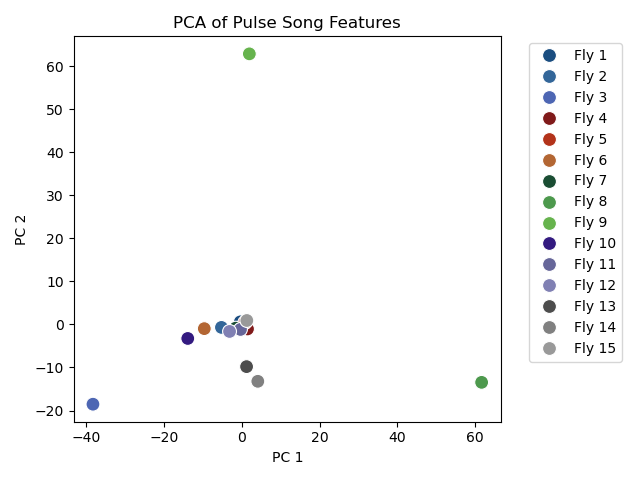 PCA of Pulse Song Features
60
50
40
30
20
10
0
−10
−20
PC 2
−40
−20
0
20
40
60
PC 1
Fly 1
Fly 2
Fly 3
Fly 4
Fly 5
Fly 6
Fly 7
Fly 8
Fly 9
Fly 10
Fly 11
Fly 12
Fly 13
Fly 14
Fly 15